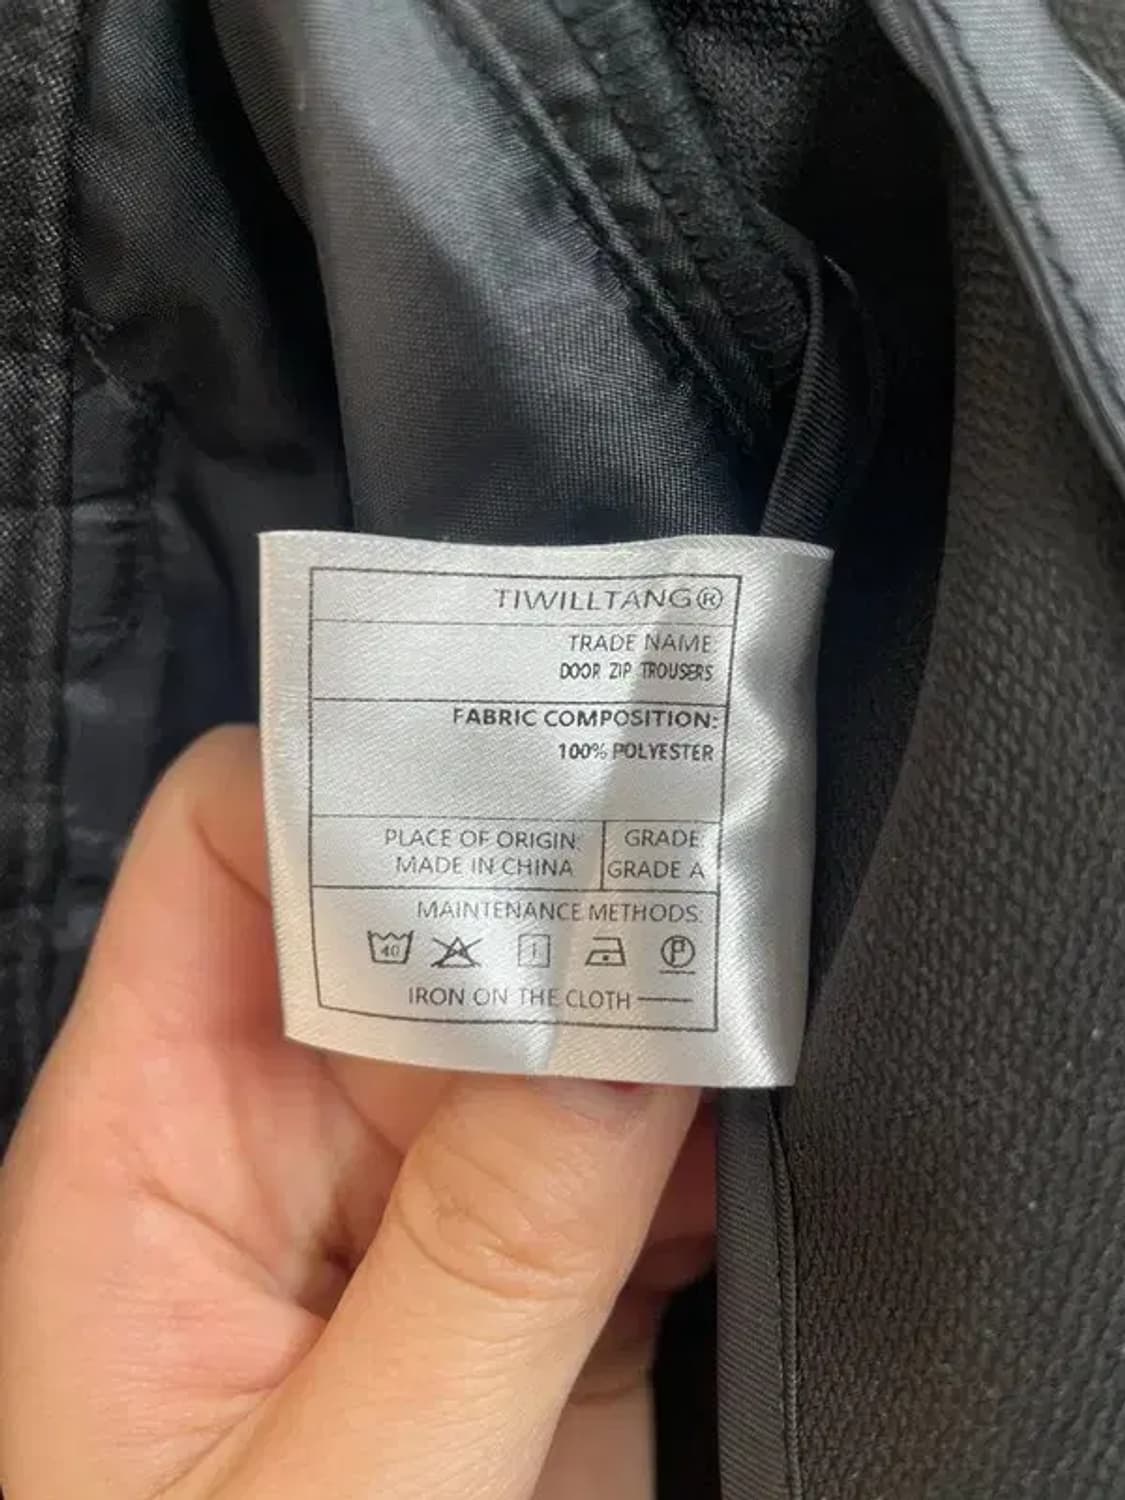 TIWILLTANG®
TRADE NAME:
DOOR ZIP TROUSERS
FABRIC COMPOSITION:
100% POLYESTER
PLACE OF ORIGIN:
MADE IN CHINA
GRADE:
GRADE A
MAINTENANCE METHODS:
40 P
IRON ON THE CLOTH